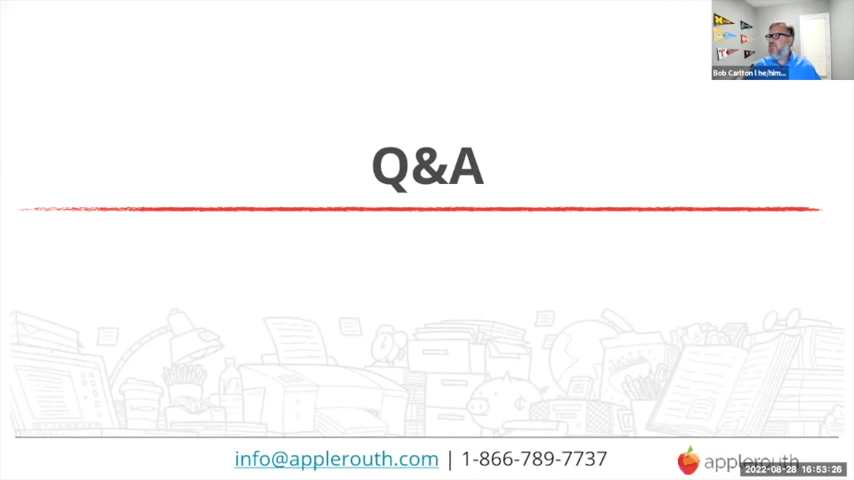 Bob Carlton | he/him...
Q&A
info@applerouth.com | 1-866-789-7737
applerouth
2022-08-28 16:53:26